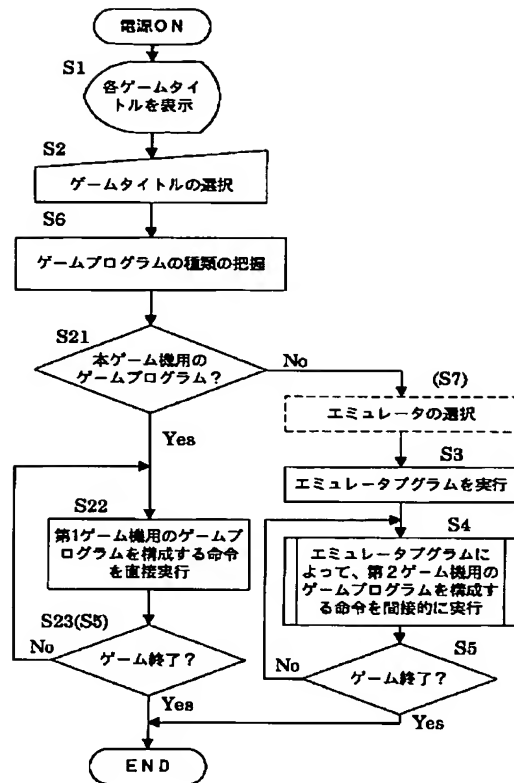 電源ON
S1
各ゲームタイ
トルを表示
S2
ゲームタイトルの選択
S6
ゲームプログラムの種類の把握
S21
本ゲーム機用の
ゲームプログラム？
No
Yes
(S7)
エミュレータの選択
S3
エミュレータプグラムを実行
S22
第1ゲーム機用のゲームプ
ログラムを構成する命令
を直接実行
S4
エミュレータプグラムに
よって、第2ゲーム機用の
ゲームプログラムを構成す
る命令を間接的に実行
S23(S5)
No
ゲーム終了？
Yes
S5
No
ゲーム終了？
Yes
END